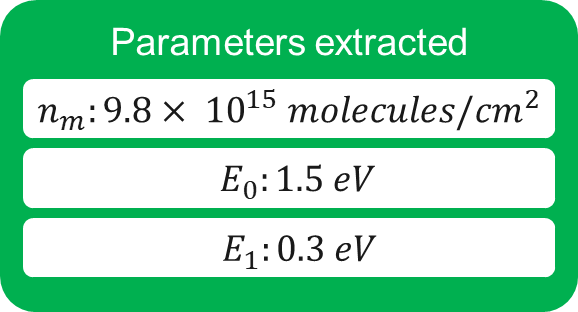 Parameters extracted
n_m: 9.8 × 10^15 molecules/cm^2
E_0: 1.5 eV
E_1: 0.3 eV